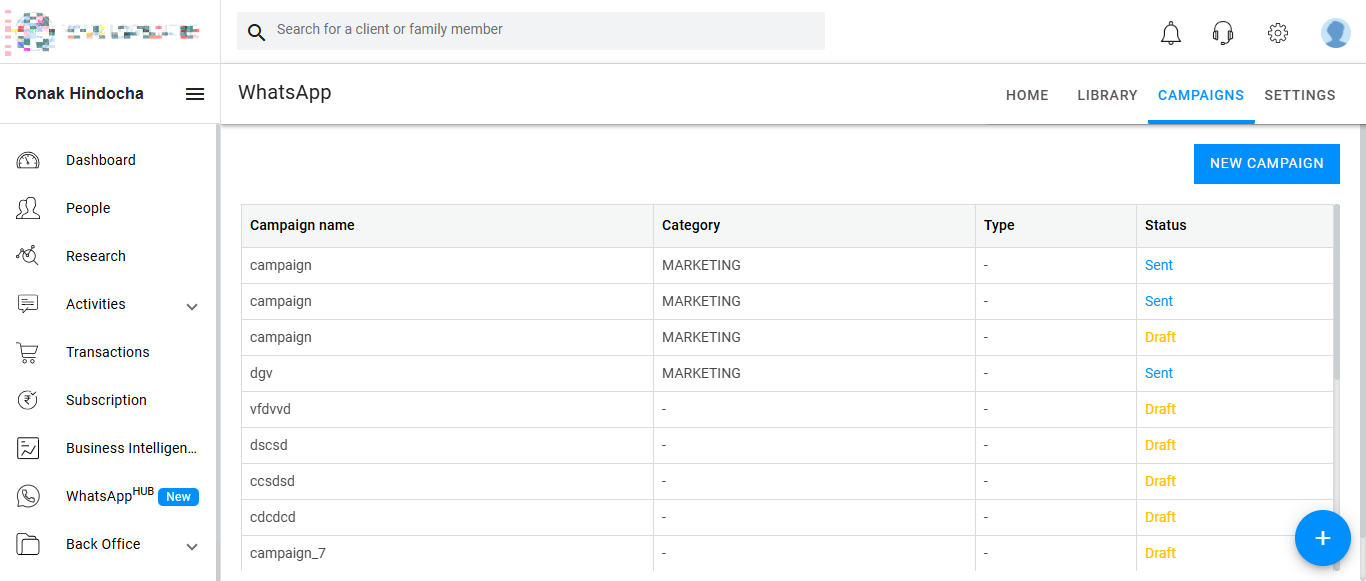 Search for a client or family member
Ronak Hindocha
WhatsApp
HOME LIBRARY CAMPAIGNS SETTINGS
Dashboard
People
Research
Activities
Transactions
Subscription
Business Intelligen...
WhatsAppHUB New
Back Office
NEW CAMPAIGN
Campaign name Category Type Status
campaign MARKETING - Sent
campaign MARKETING - Sent
campaign MARKETING - Draft
dgv MARKETING - Sent
vfdvvd - - Draft
dscsd - - Draft
ccsdsd - - Draft
cdcdcd - - Draft
campaign_7 - - Draft